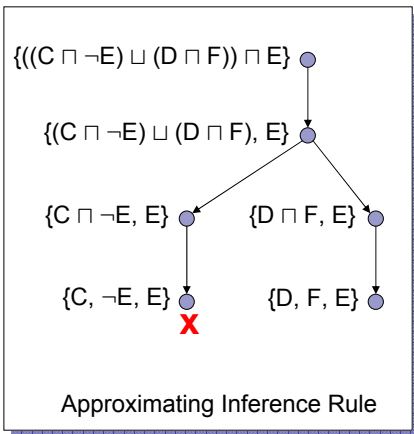 {((C ⊓ ¬E) ⊔ (D ⊓ F)) ⊓ E}
{(C ⊓ ¬E) ⊔ (D ⊓ F), E}
{C ⊓ ¬E, E} {D ⊓ F, E}
{C, ¬E, E} {D, F, E}
X
Approximating Inference Rule